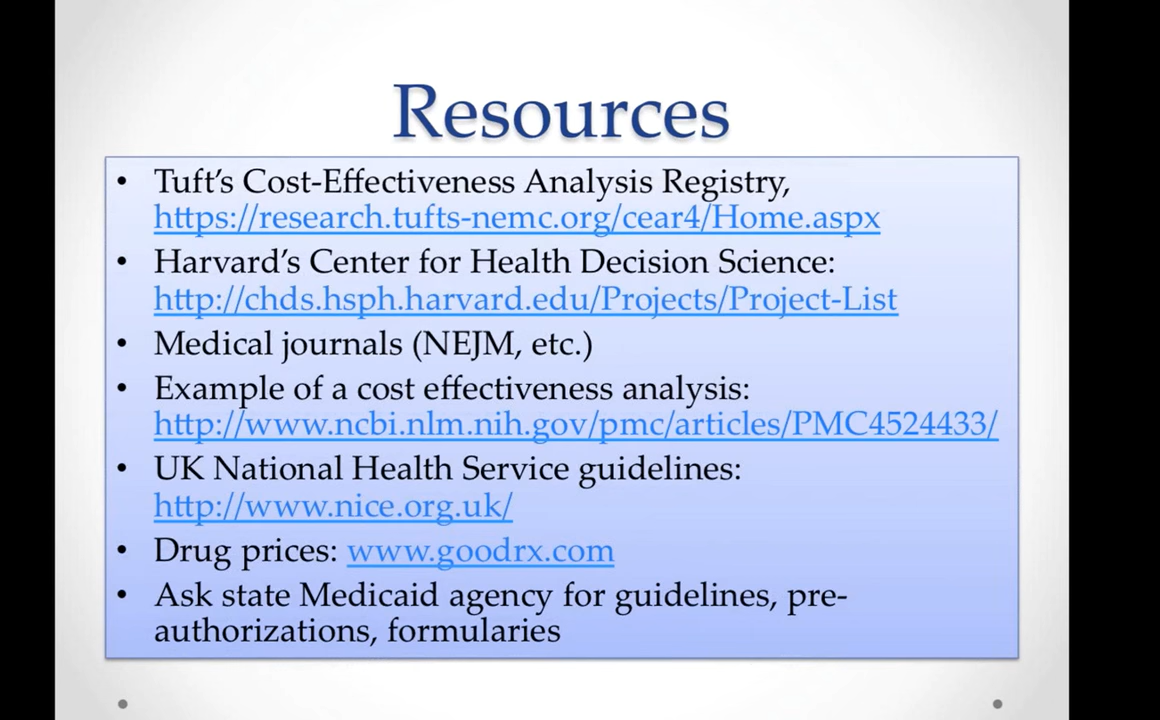 Resources
• Tuft's Cost-Effectiveness Analysis Registry,
https://research.tufts-nemc.org/cear4/Home.aspx
• Harvard's Center for Health Decision Science:
http://chds.hsph.harvard.edu/Projects/Project-List
• Medical journals (NEJM, etc.)
• Example of a cost effectiveness analysis:
http://www.ncbi.nlm.nih.gov/pmc/articles/PMC4524433/
• UK National Health Service guidelines:
http://www.nice.org.uk/
• Drug prices: www.goodrx.com
• Ask state Medicaid agency for guidelines, pre-
authorizations, formularies